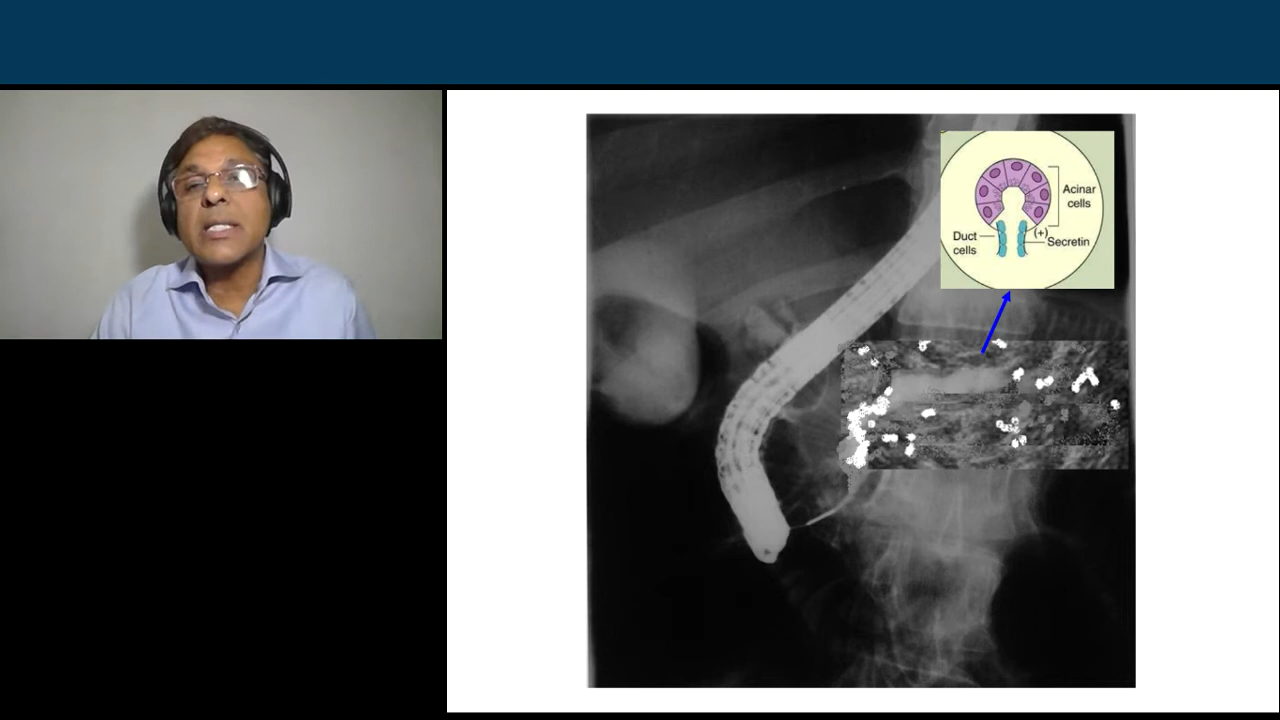 Acinar
cells
(+)
Duct
Secretin
cells